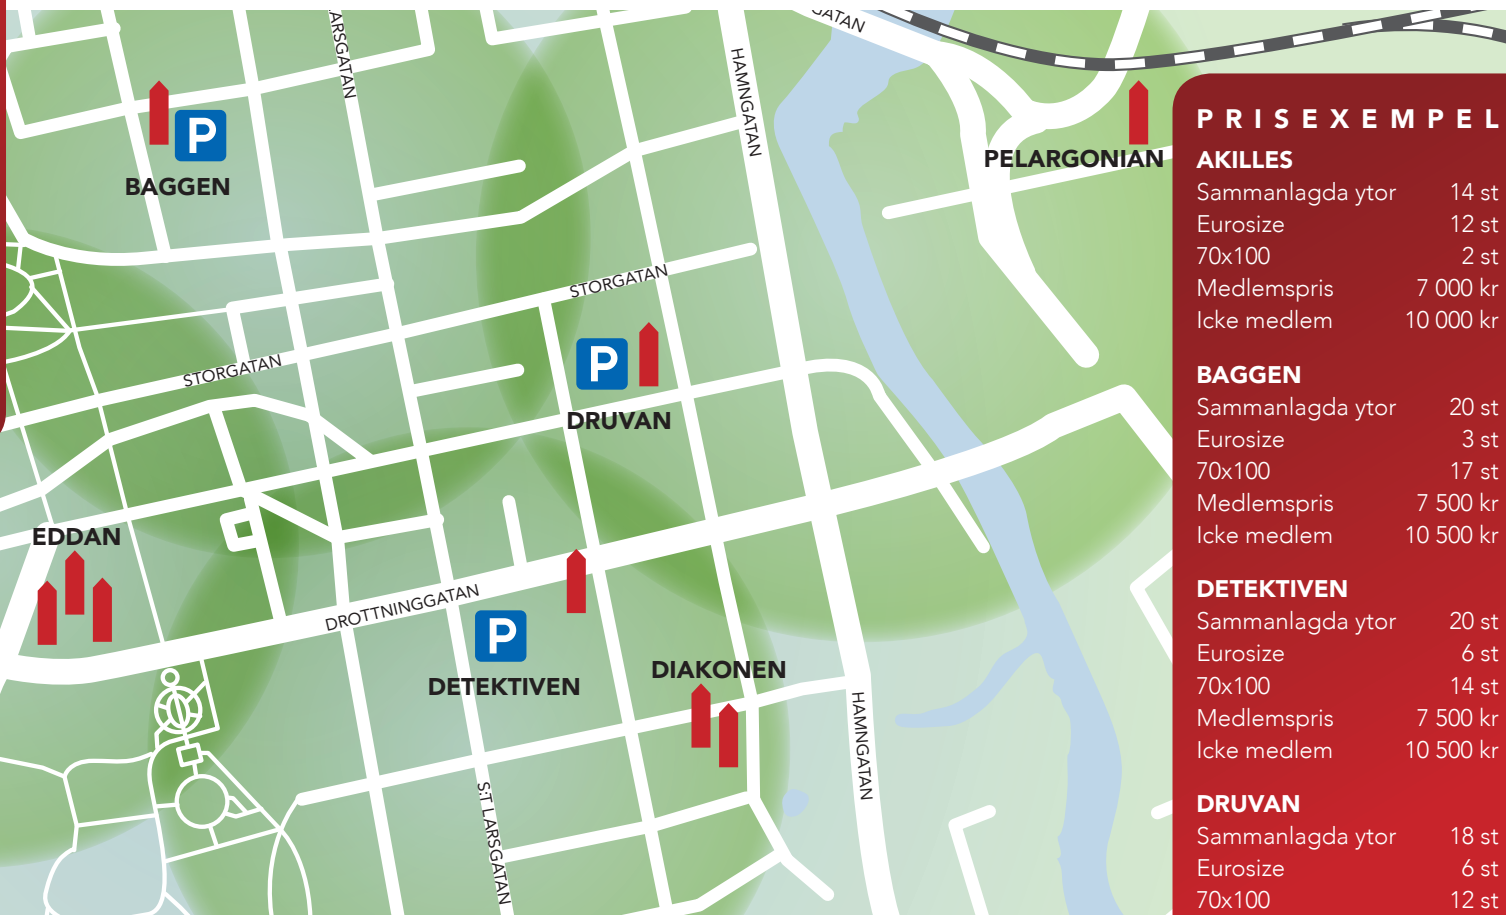 GATAN
LARSGATAN
HAMNGATAN
P
BAGGEN
PELARGONIAN
STORGATAN
P
STORGATAN
DRUVAN
EDDAN
DROTTNINGGATAN
P
DETEKTIVEN
DIAKONEN
HAMNGATAN
S:T LARSGATAN
PRISEXEMPEL
AKILLES
Sammanlagda ytor 14 st
Eurosize 12 st
70x100 2 st
Medlemspris 7 000 kr
Icke medlem 10 000 kr
BAGGEN
Sammanlagda ytor 20 st
Eurosize 3 st
70x100 17 st
Medlemspris 7 500 kr
Icke medlem 10 500 kr
DETEKTIVEN
Sammanlagda ytor 20 st
Eurosize 6 st
70x100 14 st
Medlemspris 7 500 kr
Icke medlem 10 500 kr
DRUVAN
Sammanlagda ytor 18 st
Eurosize 6 st
70x100 12 st